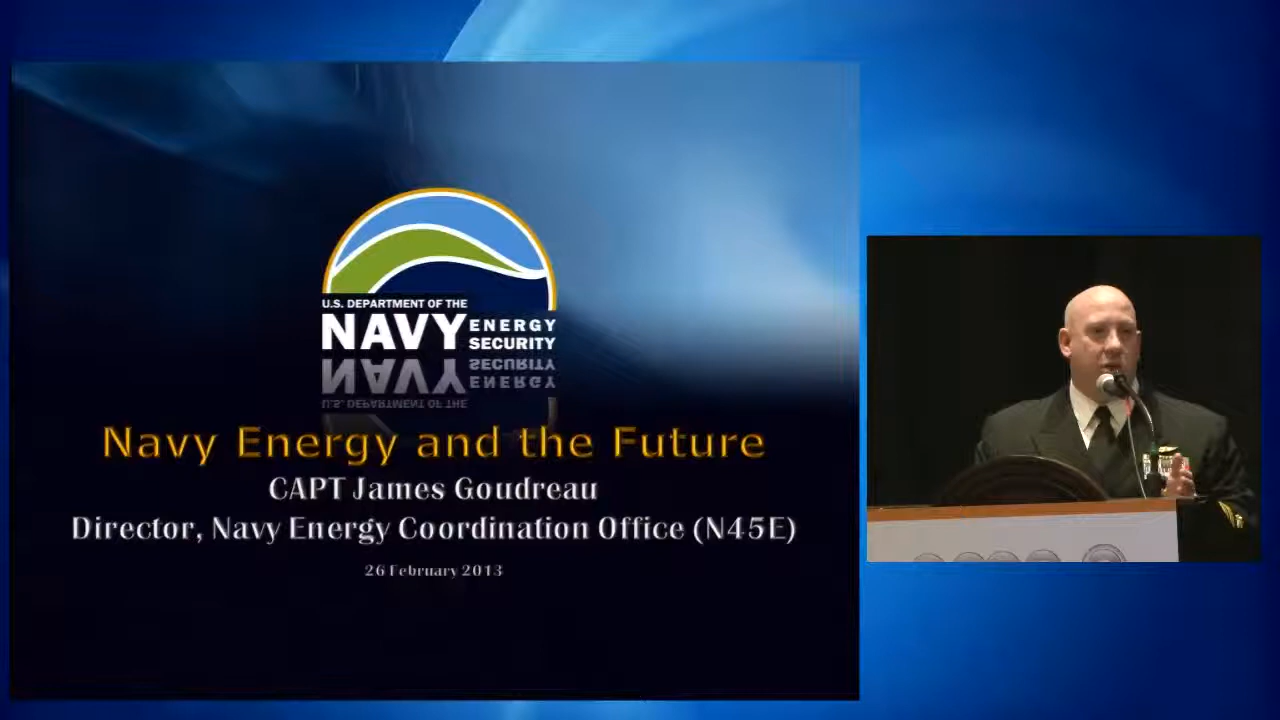 U.S. DEPARTMENT OF THE
NAVY ENERGY
SECURITY
Navy Energy and the Future
CAPT James Goudreau
Director, Navy Energy Coordination Office (N45E)
26 February 2013